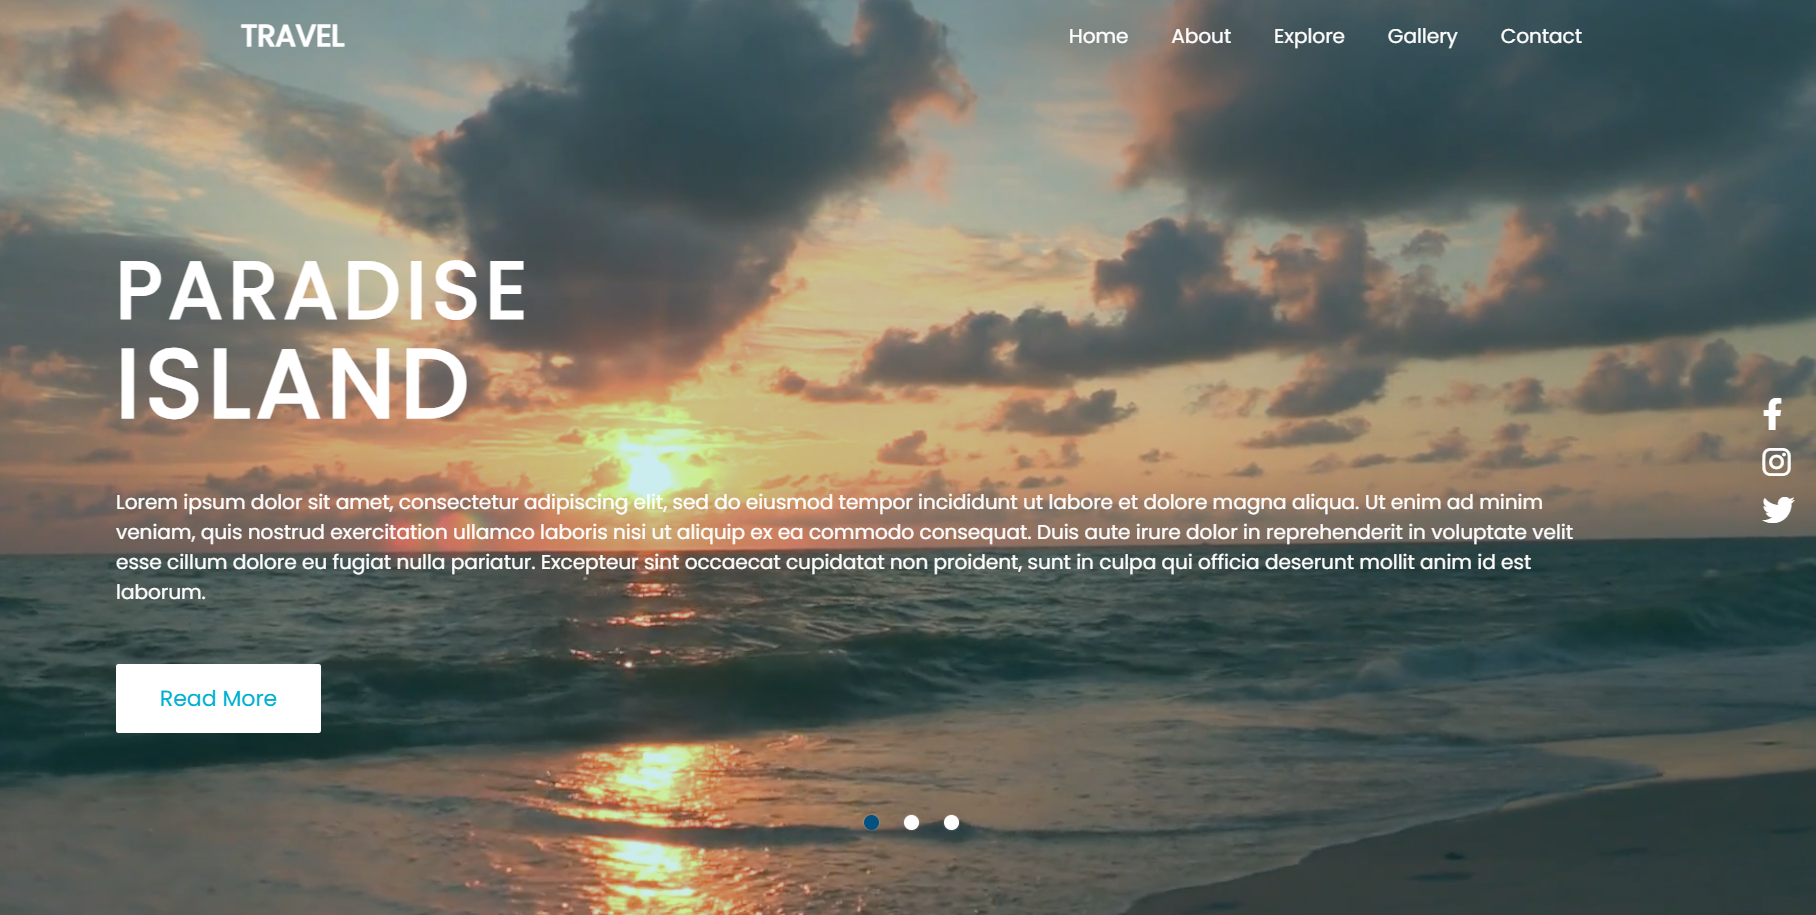 TRAVEL
Home About Explore Gallery Contact
PARADISE
ISLAND
Lorem ipsum dolor sit amet, consectetur adipiscing elit, sed do eiusmod tempor incididunt ut labore et dolore magna aliqua. Ut enim ad minim
veniam, quis nostrud exercitation ullamco laboris nisi ut aliquip ex ea commodo consequat. Duis aute irure dolor in reprehenderit in voluptate velit
esse cillum dolore eu fugiat nulla pariatur. Excepteur sint occaecat cupidatat non proident, sunt in culpa qui officia deserunt mollit anim id est
laborum.
Read More